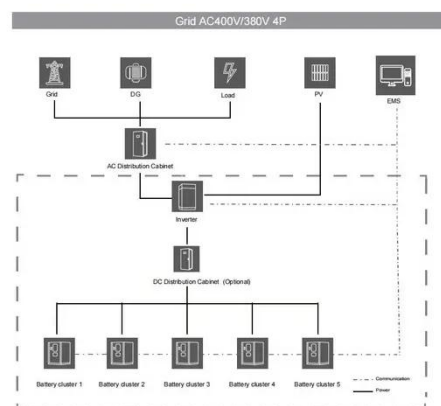 Grid AC400V/380V 4P
Grid
DG
Load
PV
EMS
AC Distribution Cabinet
Inverter
DC Distribution Cabinet (Optional)
Battery cluster 1
Battery cluster 2
Battery cluster 3
Battery cluster 4
Battery cluster 5
Communication
Power